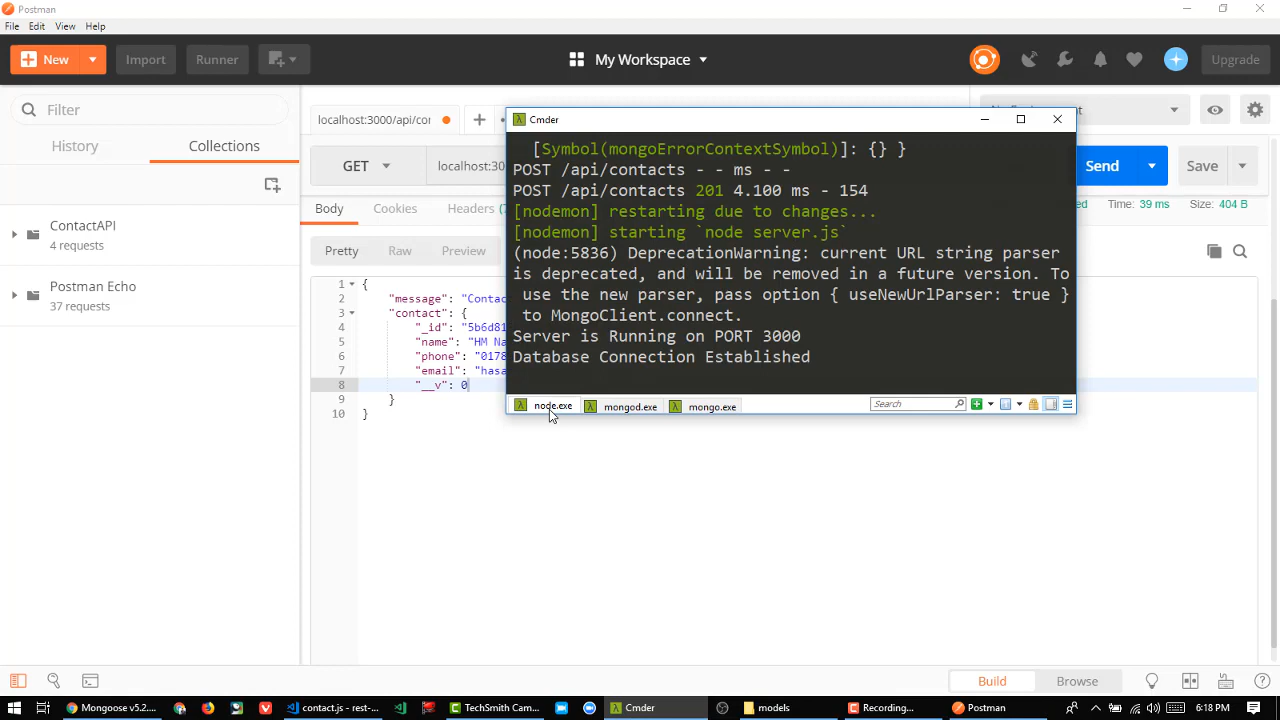 Postman
File Edit View Help
New Import Runner My Workspace Upgrade
Filter
History Collections
ContactAPI
4 requests
Postman Echo
37 requests
localhost:3000/api/co
GET localhost:30 Send Save
Body Cookies Headers Time: 39 ms Size: 404 B
Pretty Raw Preview
1 {
2 "message": "Contac
3 "contact": {
4 "_id": "5b6d81
5 "name": "HM Na
6 "phone": "0178
7 "email": "hasa
8 "__v": 0
9 }
10 }
Cmder
[Symbol(mongoErrorContextSymbol)]: {} }
POST /api/contacts - - ms - -
POST /api/contacts 201 4.100 ms - 154
[nodemon] restarting due to changes...
[nodemon] starting `node server.js`
(node:5836) DeprecationWarning: current URL string parser
is deprecated, and will be removed in a future version. To
use the new parser, pass option { useNewUrlParser: true }
to MongoClient.connect.
Server is Running on PORT 3000
Database Connection Established
node.exe mongod.exe mongo.exe Search
Build Browse
Mongoose v5.2.... contact.js - rest-... TechSmith Cam... Cmder models Recording... Postman 6:18 PM